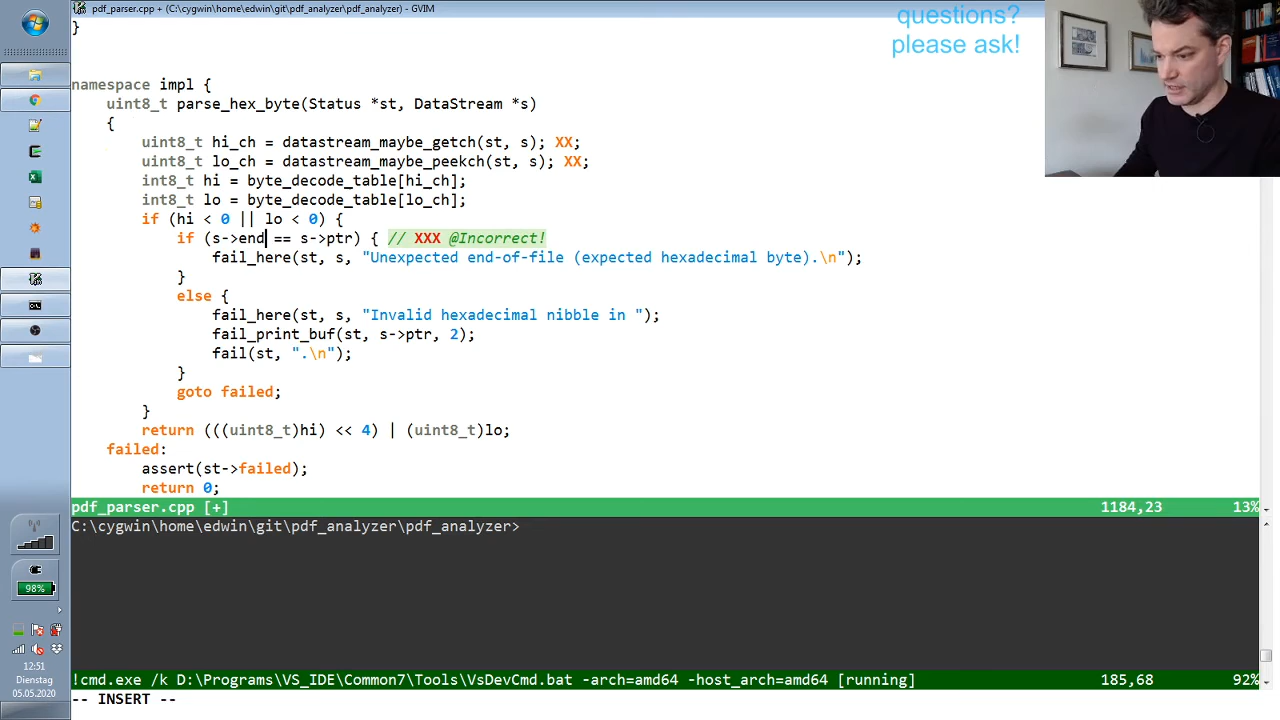 pdf_parser.cpp + (C:\cygwin\home\edwin\git\pdf_analyzer\pdf_analyzer) - GVIM
questions?
please ask!
}
namespace impl {
    uint8_t parse_hex_byte(Status *st, DataStream *s)
    {
        uint8_t hi_ch = datastream_maybe_getch(st, s); XX;
        uint8_t lo_ch = datastream_maybe_peekch(st, s); XX;
        int8_t hi = byte_decode_table[hi_ch];
        int8_t lo = byte_decode_table[lo_ch];
        if (hi < 0 || lo < 0) {
            if (s->end == s->ptr) { // XXX @Incorrect!
                fail_here(st, s, "Unexpected end-of-file (expected hexadecimal byte).\n");
            }
            else {
                fail_here(st, s, "Invalid hexadecimal nibble in ");
                fail_print_buf(st, s->ptr, 2);
                fail(st, ".\n");
            }
            goto failed;
        }
        return (((uint8_t)hi) << 4) | (uint8_t)lo;
    failed:
        assert(st->failed);
        return 0;
pdf_parser.cpp [+] 1184,23 13%
C:\cygwin\home\edwin\git\pdf_analyzer\pdf_analyzer>
!cmd.exe /k D:\Programs\VS_IDE\Common7\Tools\VsDevCmd.bat -arch=amd64 -host_arch=amd64 [running] 185,68 92%
-- INSERT --
98%
12:51
Dienstag
05.05.2020